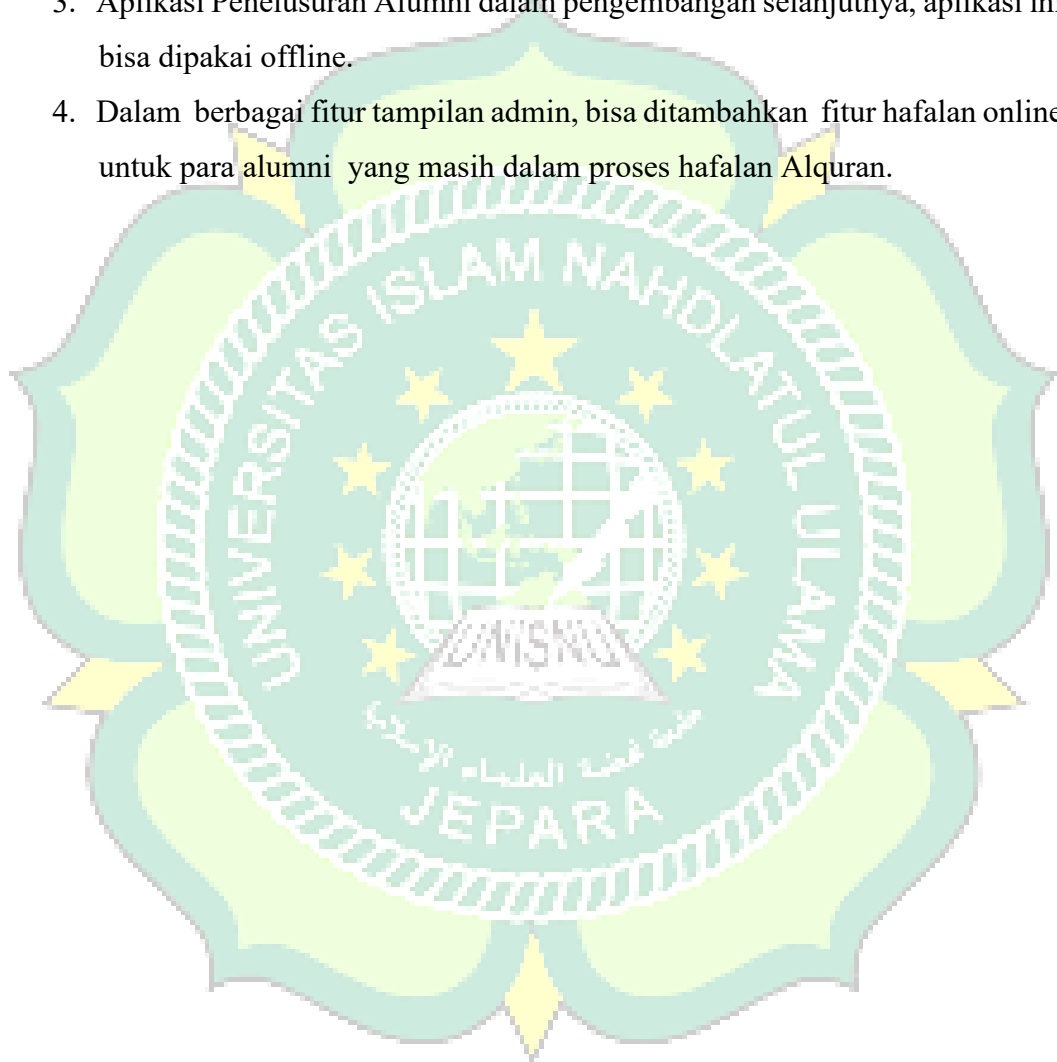 3. Aplikasi Penelusuran Alumni dalam pengembangan selanjutnya, aplikasi ini
bisa dipakai offline.
4. Dalam berbagai fitur tampilan admin, bisa ditambahkan fitur hafalan online
untuk para alumni yang masih dalam proses hafalan Alquran.
UNIVERSITAS ISLAM NAHDLATUL ULAMA
UNISNU
JEPARA